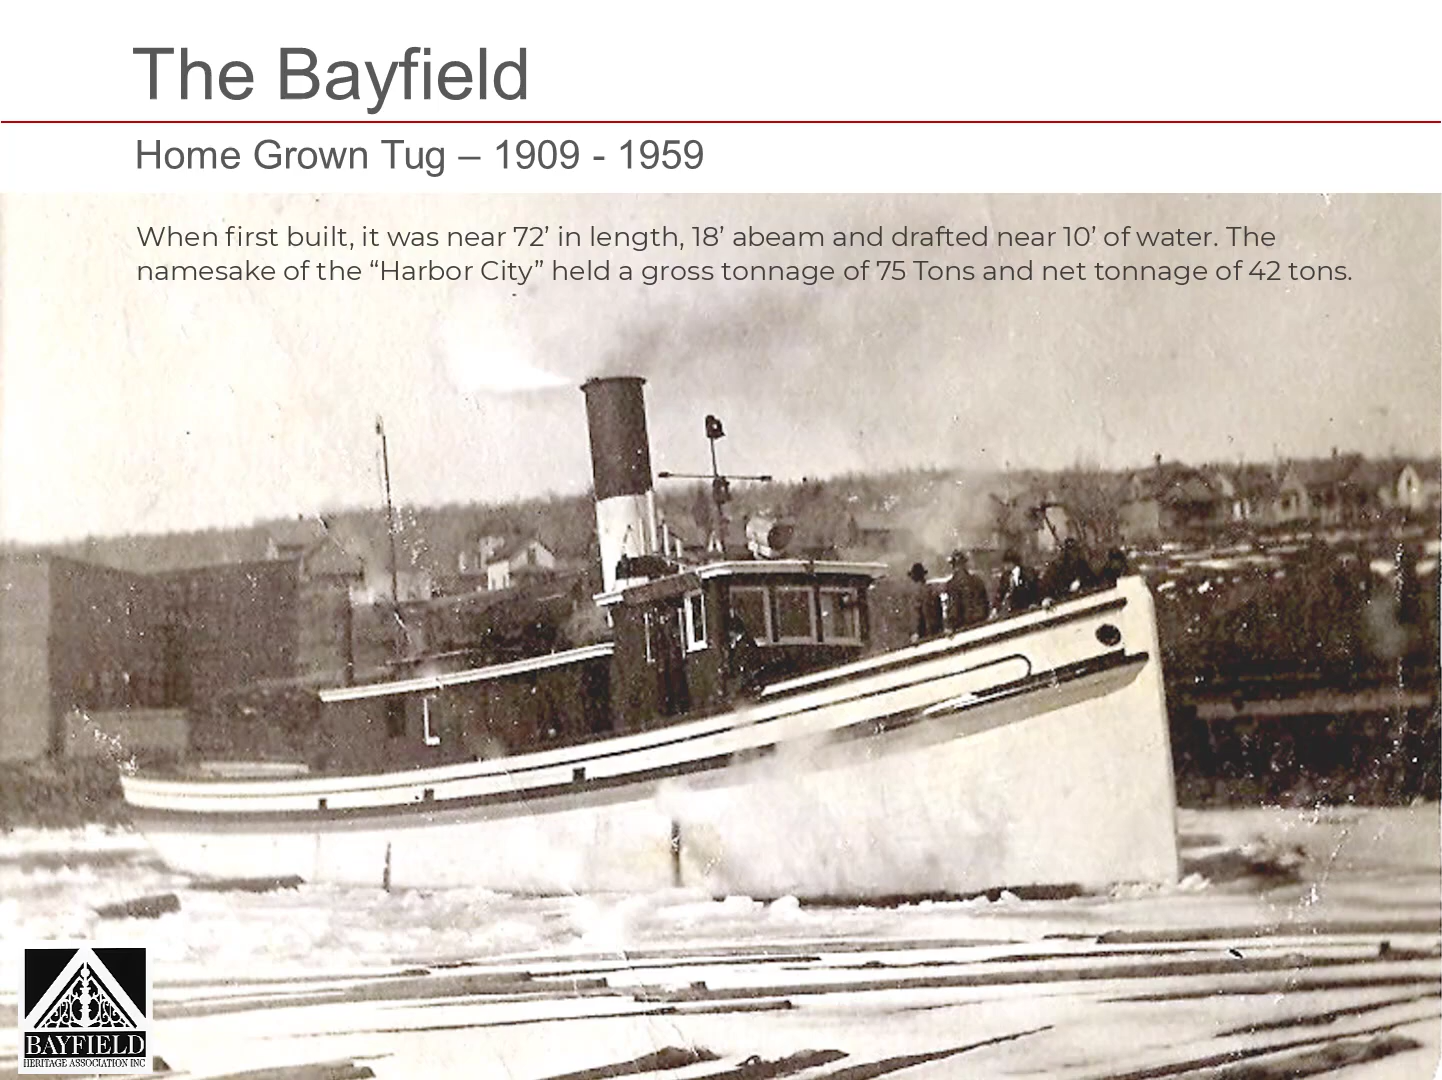 The Bayfield
Home Grown Tug – 1909 - 1959
When first built, it was near 72’ in length, 18’ abeam and drafted near 10’ of water. The
namesake of the “Harbor City” held a gross tonnage of 75 Tons and net tonnage of 42 tons.
BAYFIELD
HERITAGE ASSOCIATION INC